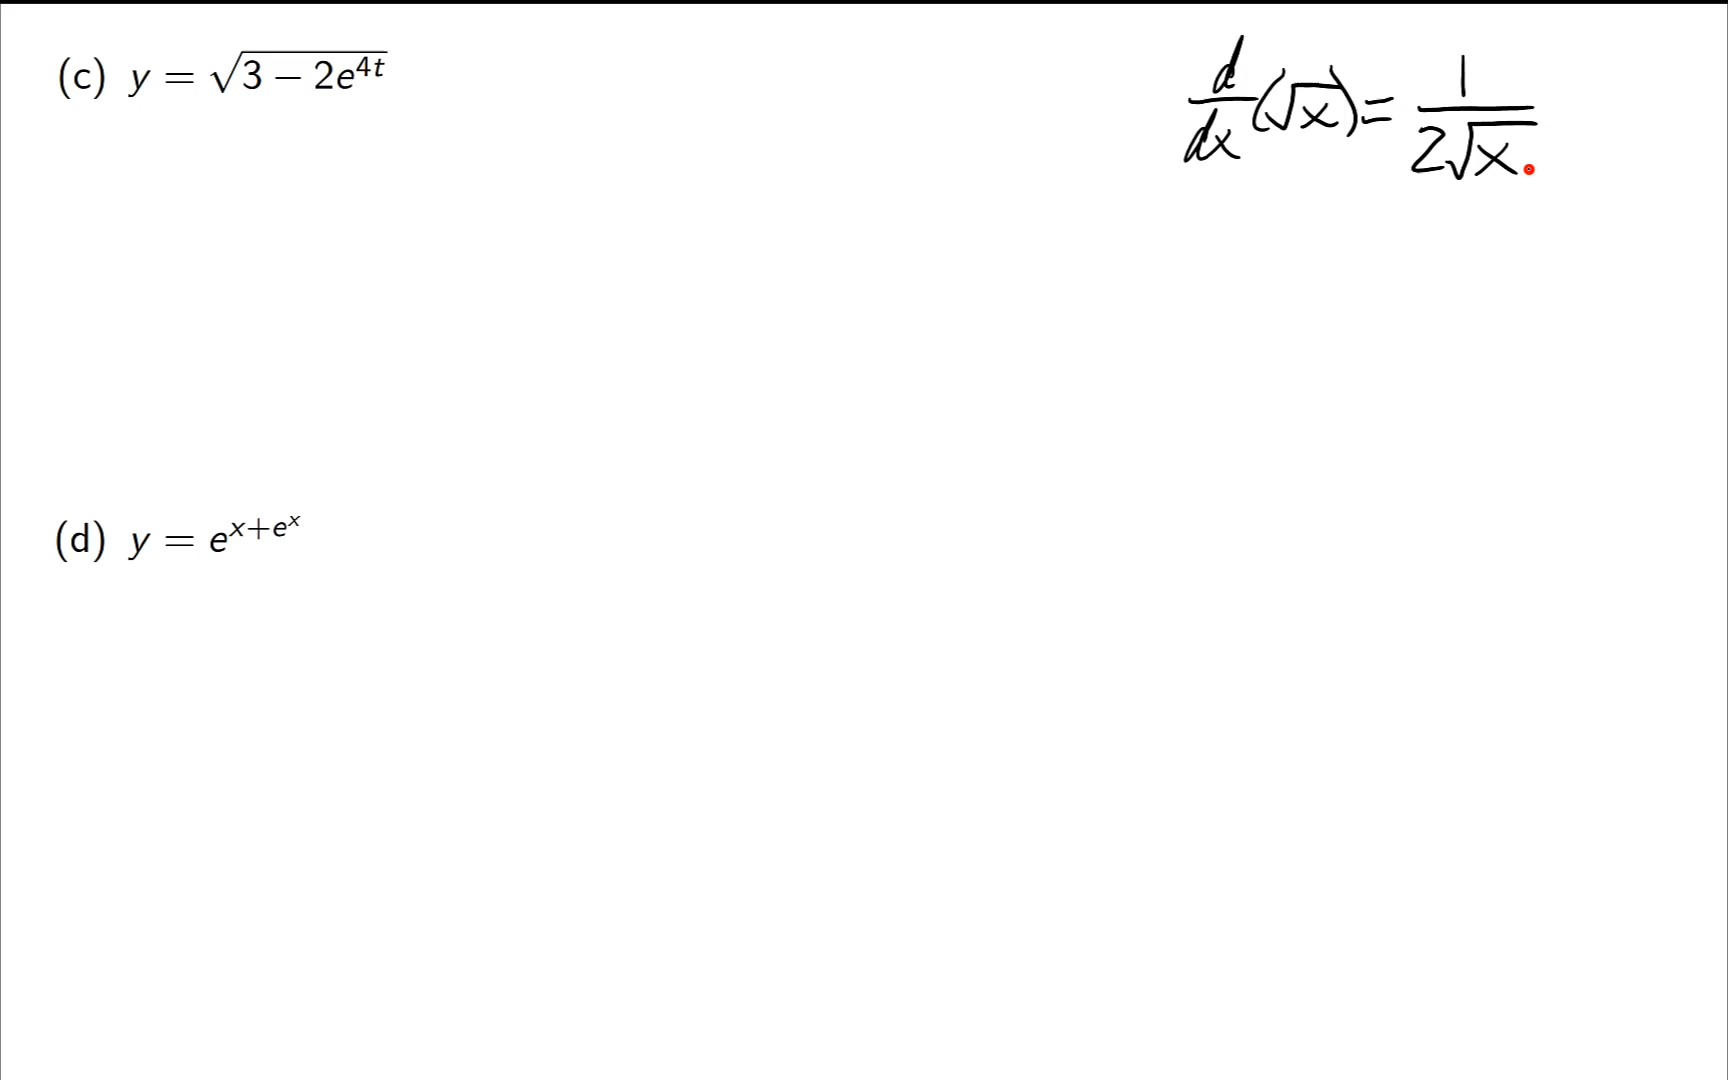 (c) y = √(3 − 2e^{4t})
d/dx (√x) = 1/(2√x)
(d) y = e^{x+e^x}